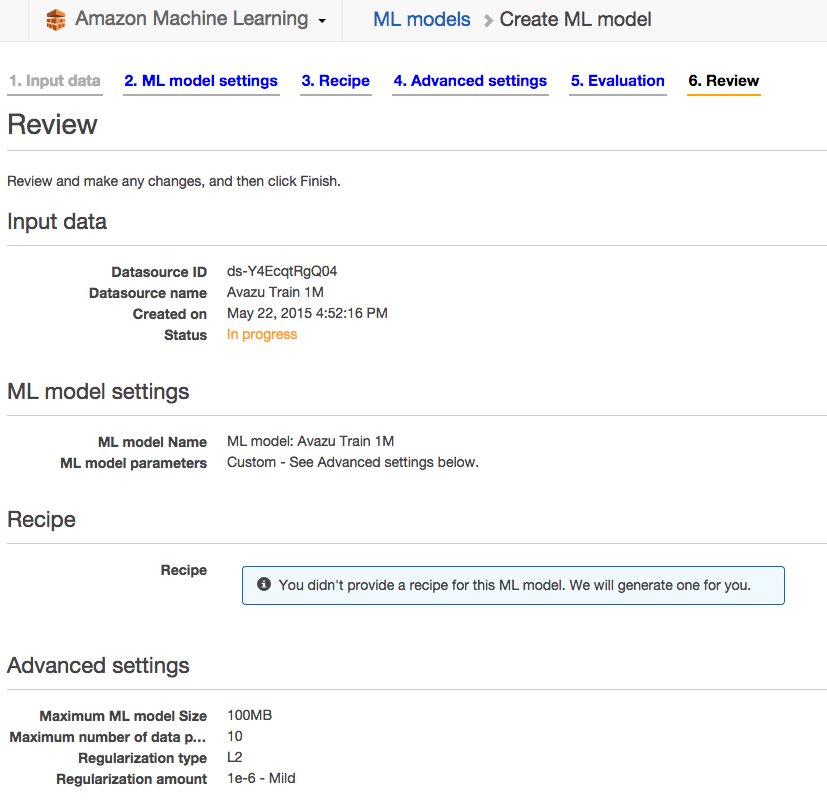 Amazon Machine Learning ML models Create ML model
1. Input data 2. ML model settings 3. Recipe 4. Advanced settings 5. Evaluation 6. Review
Review
Review and make any changes, and then click Finish.
Input data
Datasource ID ds-Y4EcqtRgQ04
Datasource name Avazu Train 1M
Created on May 22, 2015 4:52:16 PM
Status In progress
ML model settings
ML model Name ML model: Avazu Train 1M
ML model parameters Custom - See Advanced settings below.
Recipe
Recipe You didn't provide a recipe for this ML model. We will generate one for you.
Advanced settings
Maximum ML model Size 100MB
Maximum number of data p... 10
Regularization type L2
Regularization amount 1e-6 - Mild